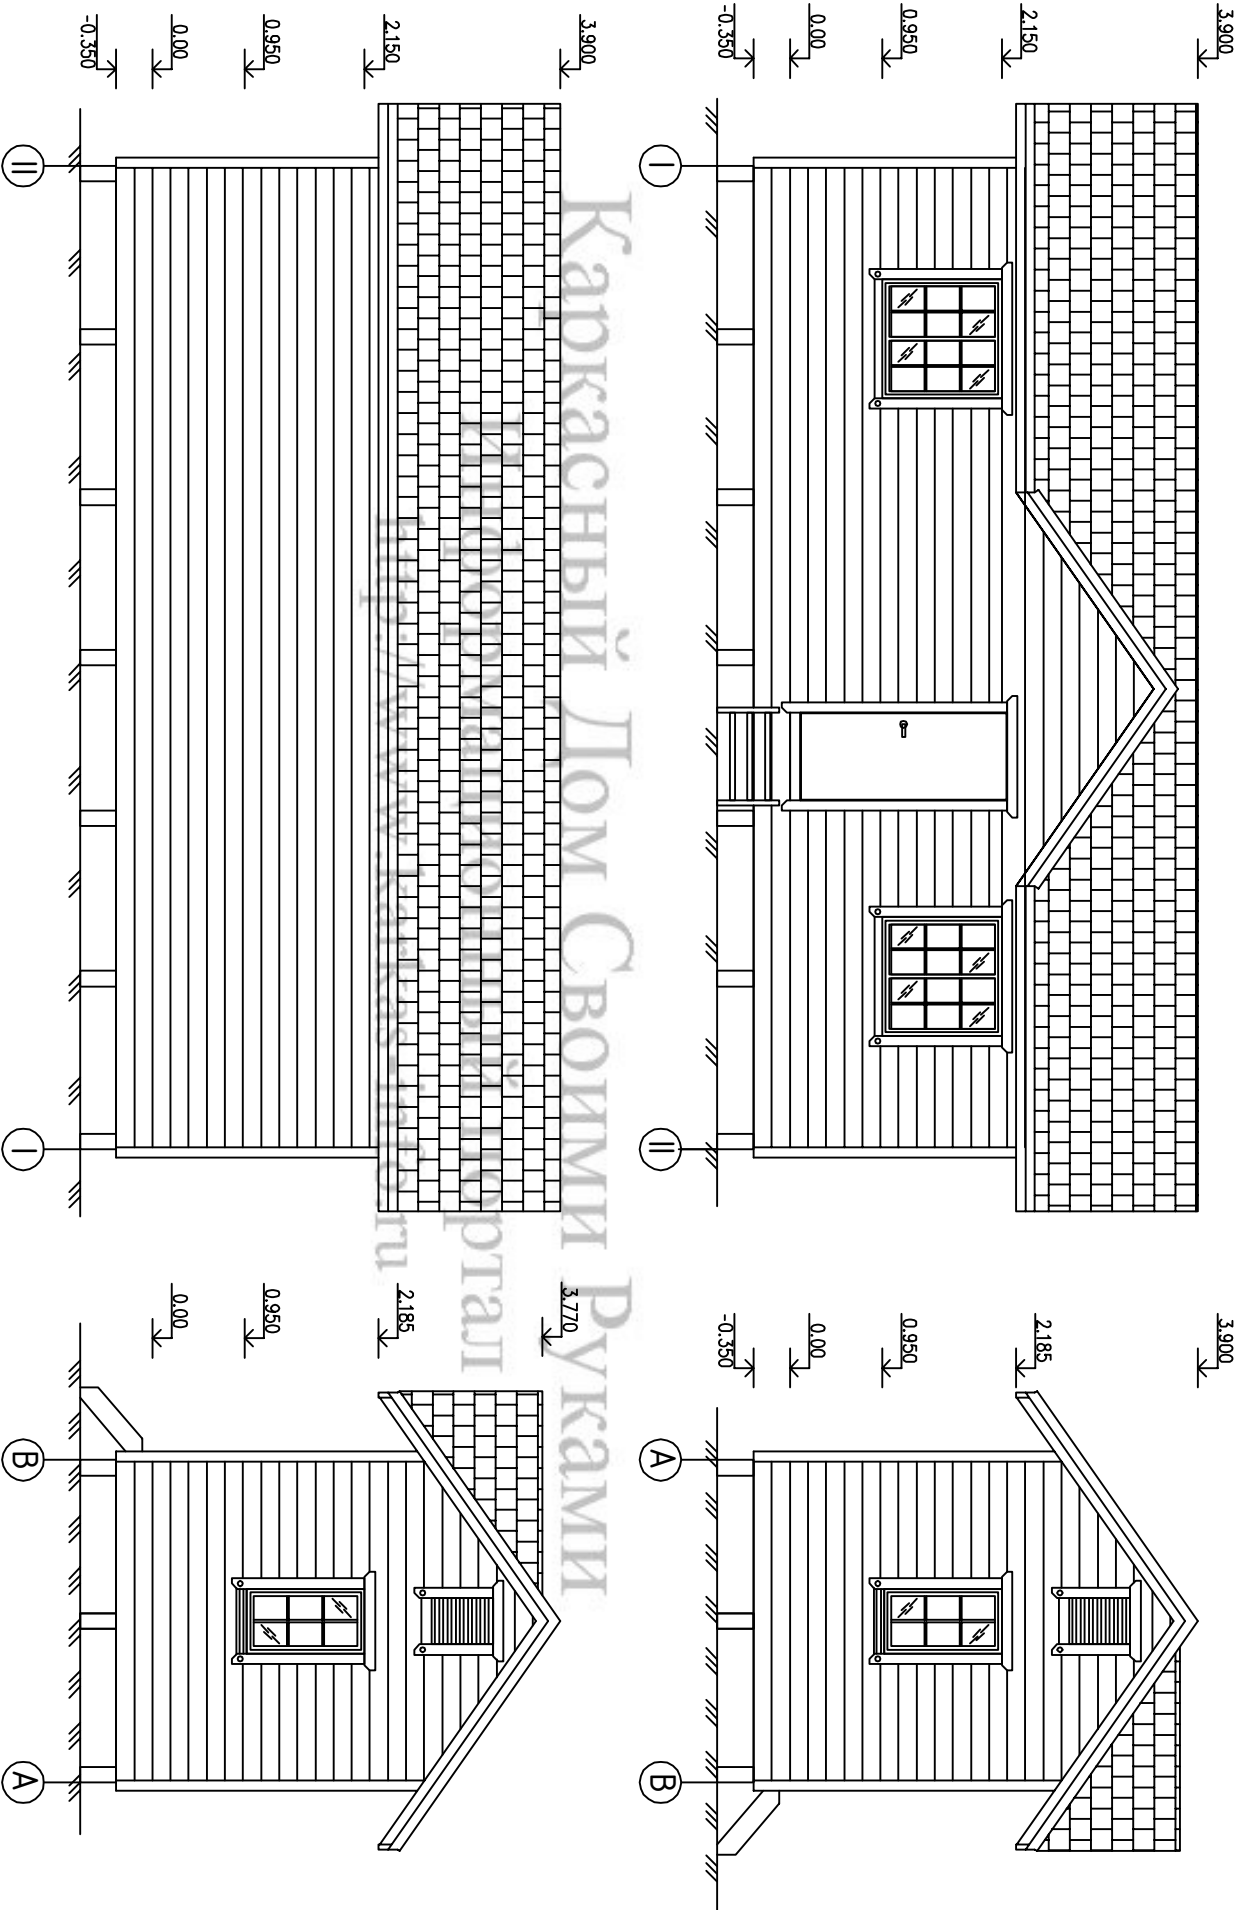 3.900
2.150
0.950
0.00
-0.350
I
II
3.900
2.185
0.950
0.00
-0.350
А
В
Каркасный Дом Своими Руками
Информационный портал
http://www.karkas-info.ru
3.900
2.150
0.950
0.00
-0.350
II
I
3.770
2.185
0.950
0.00
В
А